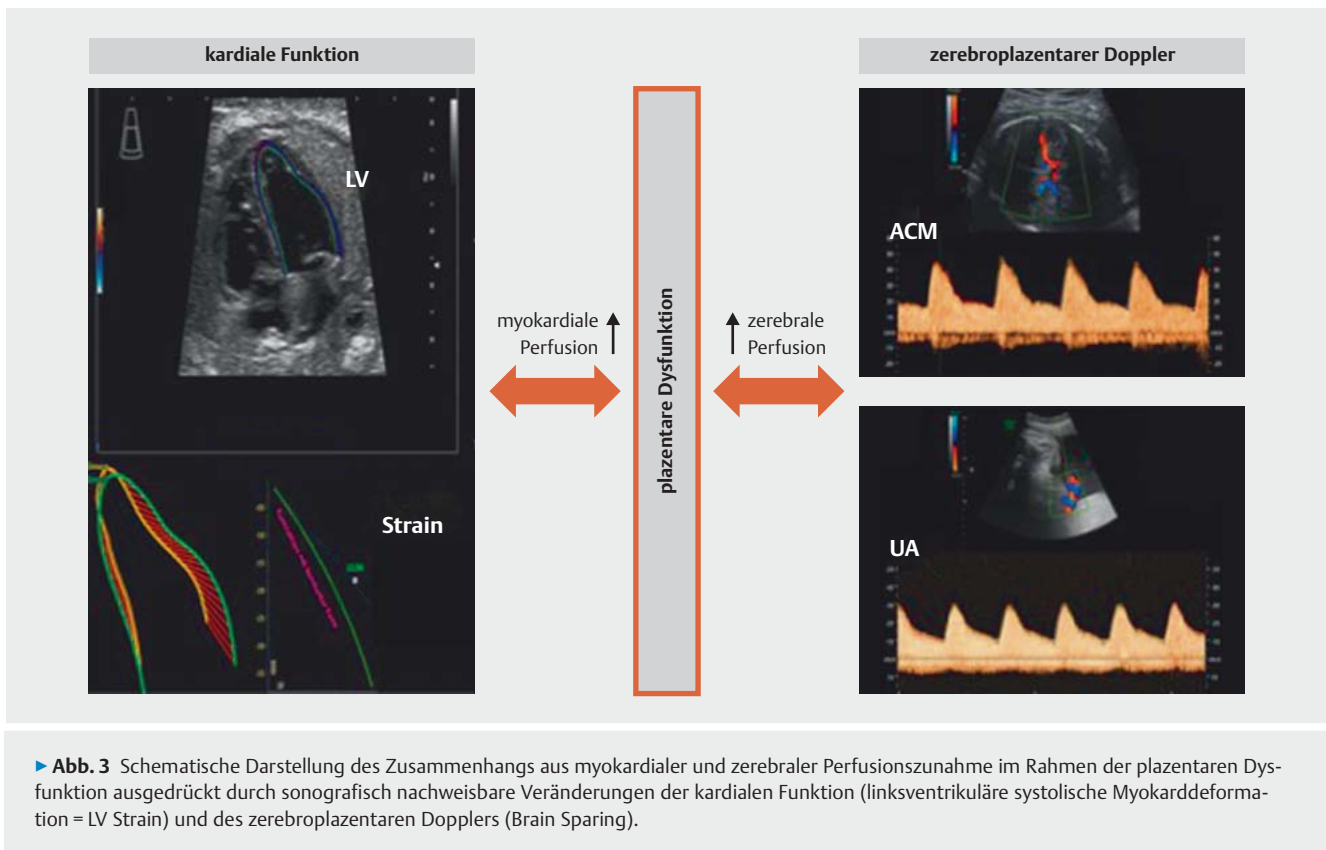 kardiale Funktion
zerebroplazentarer Doppler
LV
Strain
myokardiale
Perfusion
plazentare Dysfunktion
zerebrale
Perfusion
ACM
UA
▶ Abb. 3 Schematische Darstellung des Zusammenhangs aus myokardialer und zerebraler Perfusionszunahme im Rahmen der plazentaren Dys-
funktion ausgedrückt durch sonografisch nachweisbare Veränderungen der kardialen Funktion (linksventrikuläre systolische Myokarddeforma-
tion = LV Strain) und des zerebroplazentaren Dopplers (Brain Sparing).